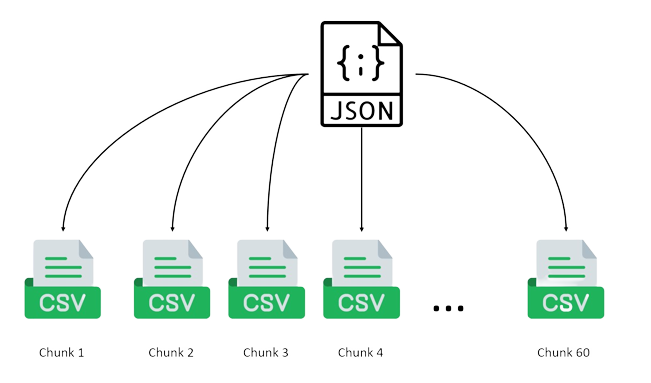 {;}
JSON
CSV
CSV
CSV
CSV
...
CSV
Chunk 1
Chunk 2
Chunk 3
Chunk 4
Chunk 60